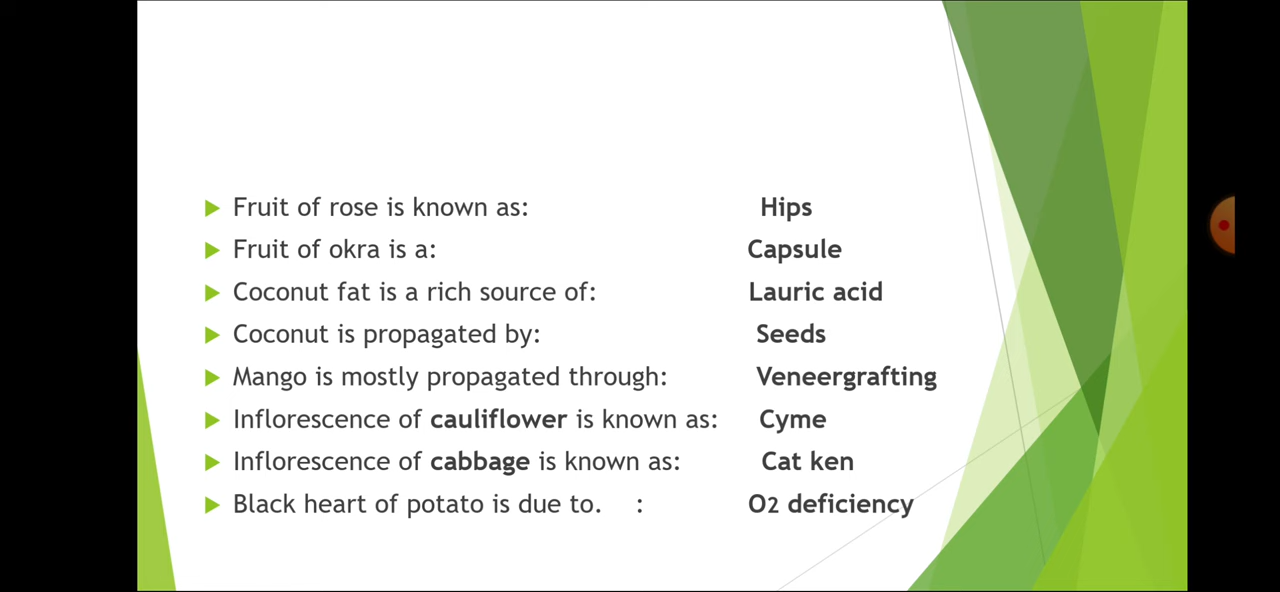 Fruit of rose is known as: Hips
Fruit of okra is a: Capsule
Coconut fat is a rich source of: Lauric acid
Coconut is propagated by: Seeds
Mango is mostly propagated through: Veneergrafting
Inflorescence of cauliflower is known as: Cyme
Inflorescence of cabbage is known as: Cat ken
Black heart of potato is due to. : O2 deficiency